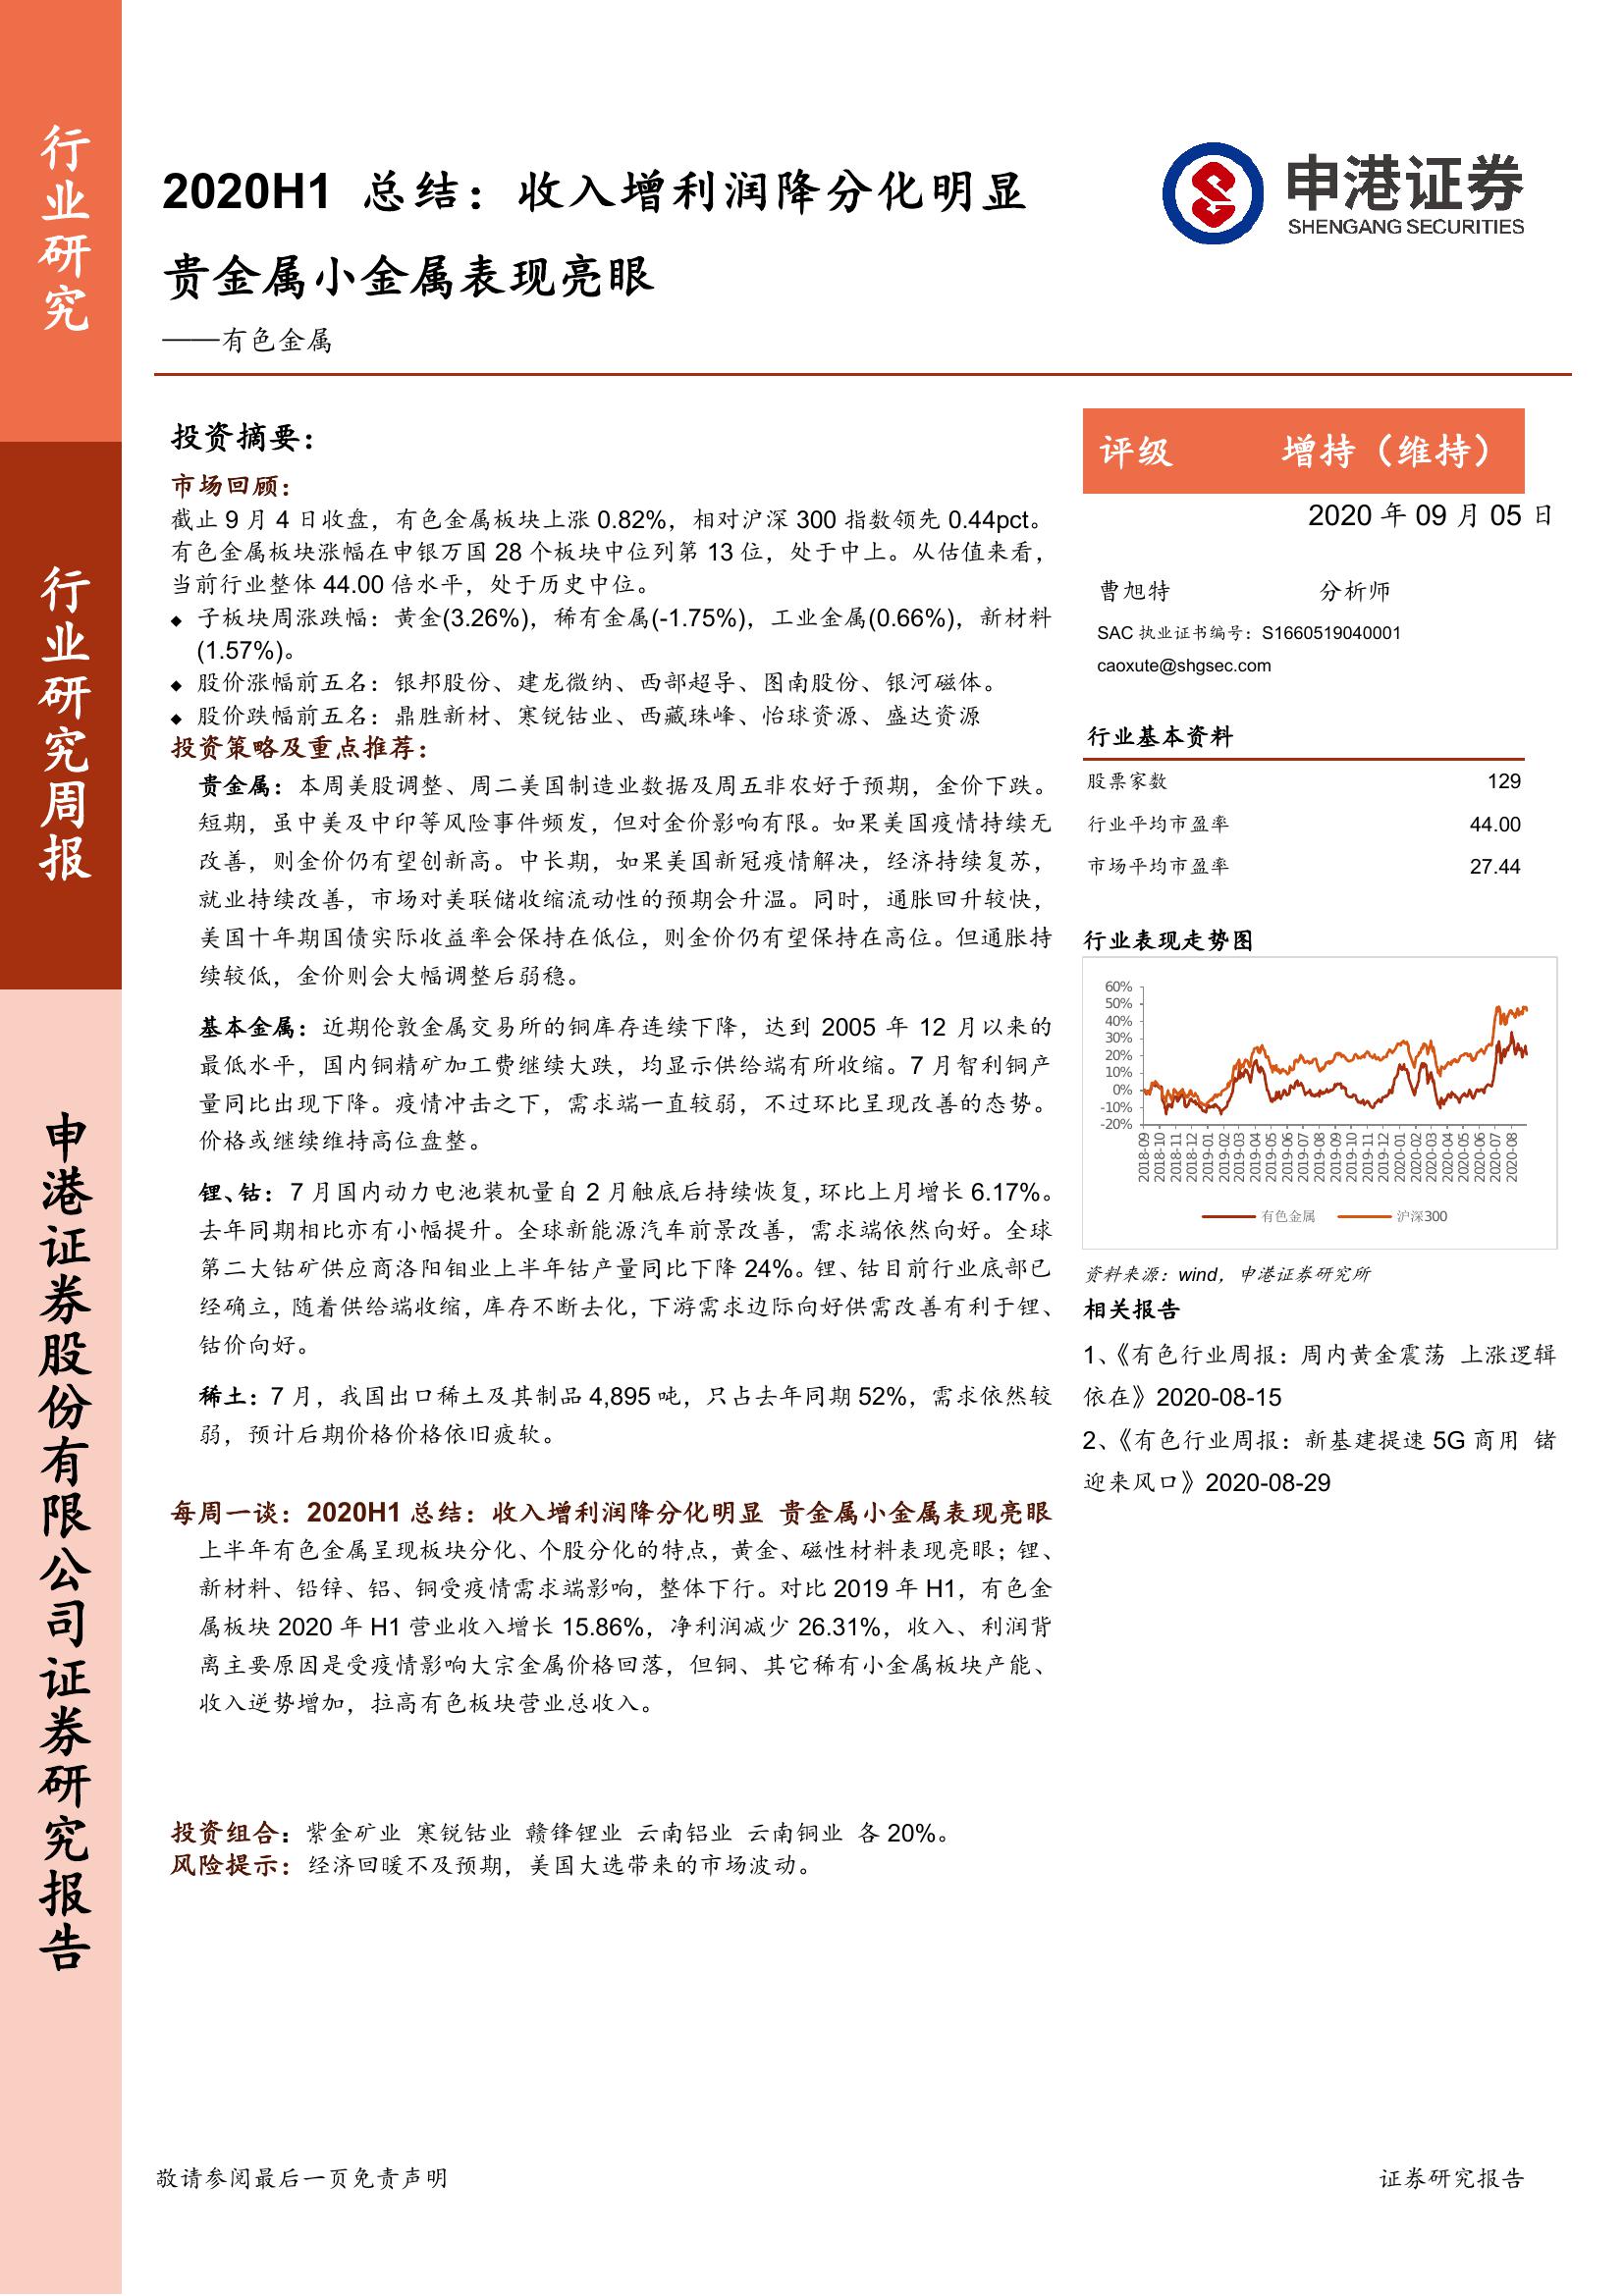 行业研究
行业研究周报
申港证券股份有限公司证券研究报告
2020H1 总结：收入增利润降分化明显
贵金属小金属表现亮眼
——有色金属
申港证券
SHENGANG SECURITIES
投资摘要：
市场回顾：
截止 9 月 4 日收盘，有色金属板块上涨 0.82%，相对沪深 300 指数领先 0.44pct。
有色金属板块涨幅在申银万国 28 个板块中位列第 13 位，处于中上。从估值来看，
当前行业整体 44.00 倍水平，处于历史中位。
◆ 子板块周涨跌幅：黄金(3.26%)，稀有金属(-1.75%)，工业金属(0.66%)，新材料
(1.57%)。
◆ 股价涨幅前五名：银邦股份、建龙微纳、西部超导、图南股份、银河磁体。
◆ 股价跌幅前五名：鼎胜新材、寒锐钴业、西藏珠峰、怡球资源、盛达资源
投资策略及重点推荐：
贵金属：本周美股调整、周二美国制造业数据及周五非农好于预期，金价下跌。
短期，虽中美及中印等风险事件频发，但对金价影响有限。如果美国疫情持续无
改善，则金价仍有望创新高。中长期，如果美国新冠疫情解决，经济持续复苏，
就业持续改善，市场对美联储收缩流动性的预期会升温。同时，通胀回升较快，
美国十年期国债实际收益率会保持在低位，则金价仍有望保持在高位。但通胀持
续较低，金价则会大幅调整后弱稳。
基本金属：近期伦敦金属交易所的铜库存连续下降，达到 2005 年 12 月以来的
最低水平，国内铜精矿加工费继续大跌，均显示供给端有所收缩。7 月智利铜产
量同比出现下降。疫情冲击之下，需求端一直较弱，不过环比呈现改善的态势。
价格或继续维持高位盘整。
锂、钴：7 月国内动力电池装机量自 2 月触底后持续恢复，环比上月增长 6.17%。
去年同期相比亦有小幅提升。全球新能源汽车前景改善，需求端依然向好。全球
第二大钴矿供应商洛阳钼业上半年钴产量同比下降 24%。锂、钴目前行业底部已
经确立，随着供给端收缩，库存不断去化，下游需求边际向好供需改善有利于锂、
钴价向好。
稀土：7 月，我国出口稀土及其制品 4,895 吨，只占去年同期 52%，需求依然较
弱，预计后期价格价格依旧疲软。
每周一谈：2020H1 总结：收入增利润降分化明显 贵金属小金属表现亮眼
上半年有色金属呈现板块分化、个股分化的特点，黄金、磁性材料表现亮眼；锂、
新材料、铅锌、铝、铜受疫情需求端影响，整体下行。对比 2019 年 H1，有色金
属板块 2020 年 H1 营业收入增长 15.86%，净利润减少 26.31%，收入、利润背
离主要原因是受疫情影响大宗金属价格回落，但铜、其它稀有小金属板块产能、
收入逆势增加，拉高有色板块营业总收入。
投资组合：紫金矿业 寒锐钴业 赣锋锂业 云南铝业 云南铜业 各 20%。
风险提示：经济回暖不及预期，美国大选带来的市场波动。
评级 增持（维持）
2020 年 09 月 05 日
曹旭特 分析师
SAC 执业证书编号：S1660519040001
caoxute@shgsec.com
行业基本资料
股票家数 129
行业平均市盈率 44.00
市场平均市盈率 27.44
行业表现走势图
60%
50%
40%
30%
20%
10%
0%
-10%
-20%
2018-09
2018-10
2018-11
2018-12
2019-01
2019-02
2019-03
2019-04
2019-05
2019-06
2019-07
2019-08
2019-09
2019-10
2019-11
2019-12
2020-01
2020-02
2020-03
2020-04
2020-05
2020-06
2020-07
2020-08
有色金属 沪深300
资料来源：wind，申港证券研究所
相关报告
1、《有色行业周报：周内黄金震荡 上涨逻辑
依在》2020-08-15
2、《有色行业周报：新基建提速 5G 商用 锗
迎来风口》2020-08-29
敬请参阅最后一页免责声明 证券研究报告